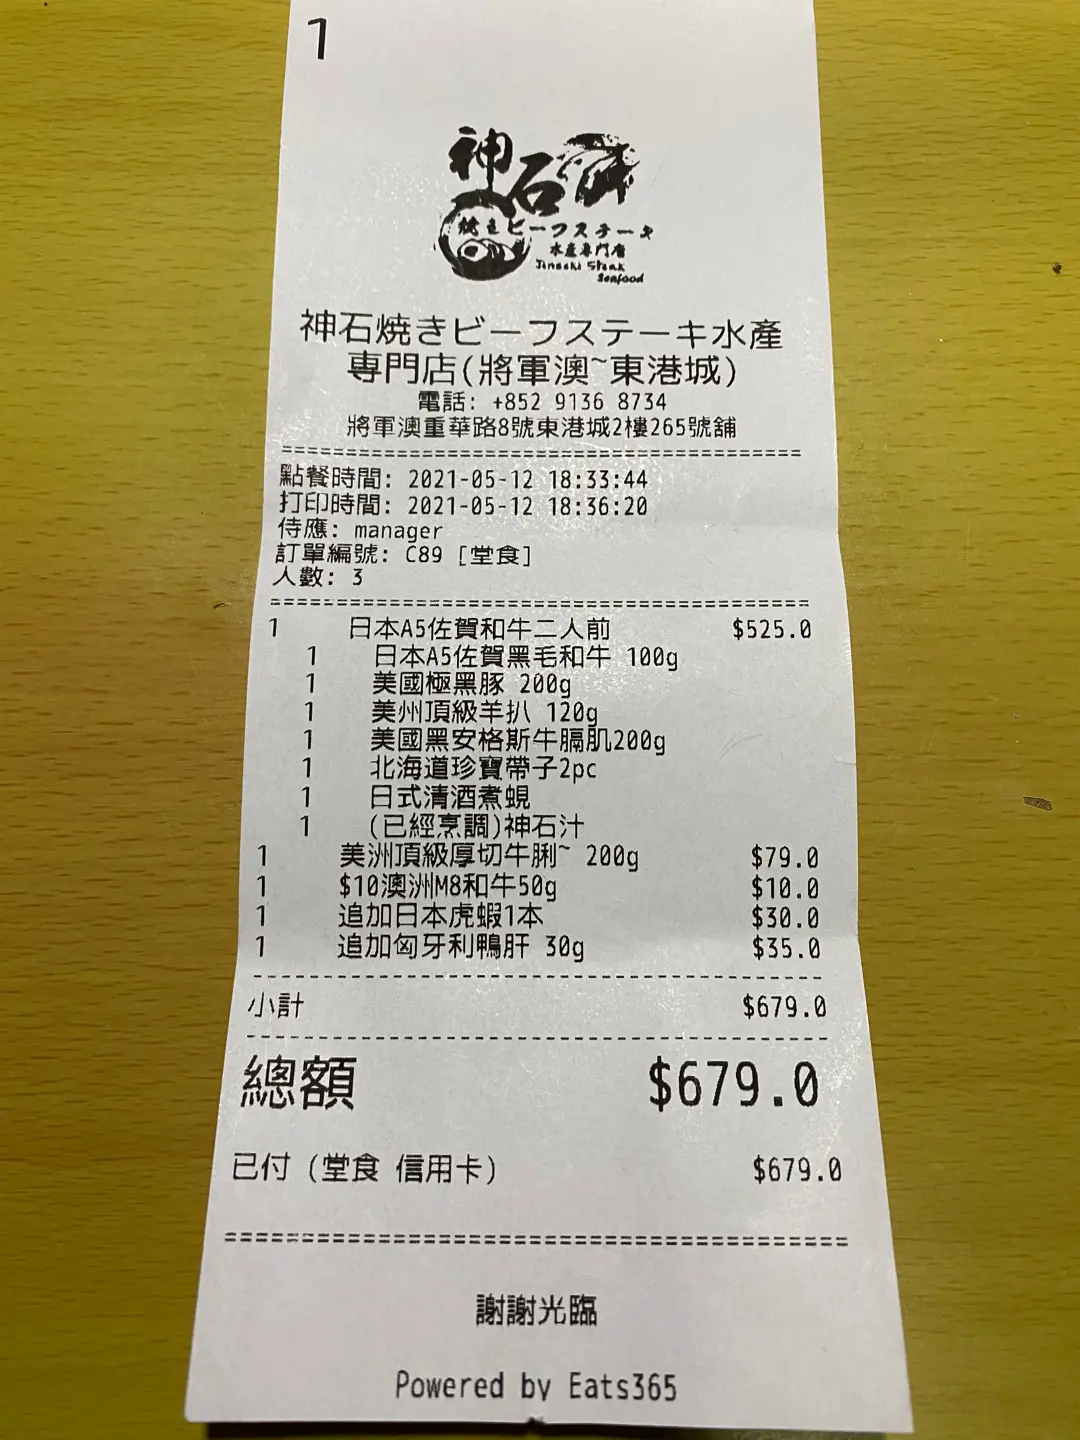 1
神石
焼きビーフステーキ
水産專門店
Jinseki Steak
Seafood
神石焼きビーフステーキ水產
專門店(將軍澳~東港城)
電話: +852 9136 8734
將軍澳重華路8號東港城2樓265號舖
點餐時間: 2021-05-12 18:33:44
打印時間: 2021-05-12 18:36:20
侍應: manager
訂單編號: C89 [堂食]
人數: 3
1 日本A5佐賀和牛二人前 $525.0
1 日本A5佐賀黑毛和牛 100g
1 美國極黑豚 200g
1 美州頂級羊扒 120g
1 美國黑安格斯牛膈肌200g
1 北海道珍寶帶子2pc
1 日式清酒煮蜆
1 (已經烹調)神石汁
1 美洲頂級厚切牛脷~ 200g $79.0
1 $10澳洲M8和牛50g $10.0
1 追加日本虎蝦1本 $30.0
1 追加匈牙利鴨肝 30g $35.0
小計 $679.0
總額 $679.0
已付 (堂食 信用卡) $679.0
謝謝光臨
Powered by Eats365